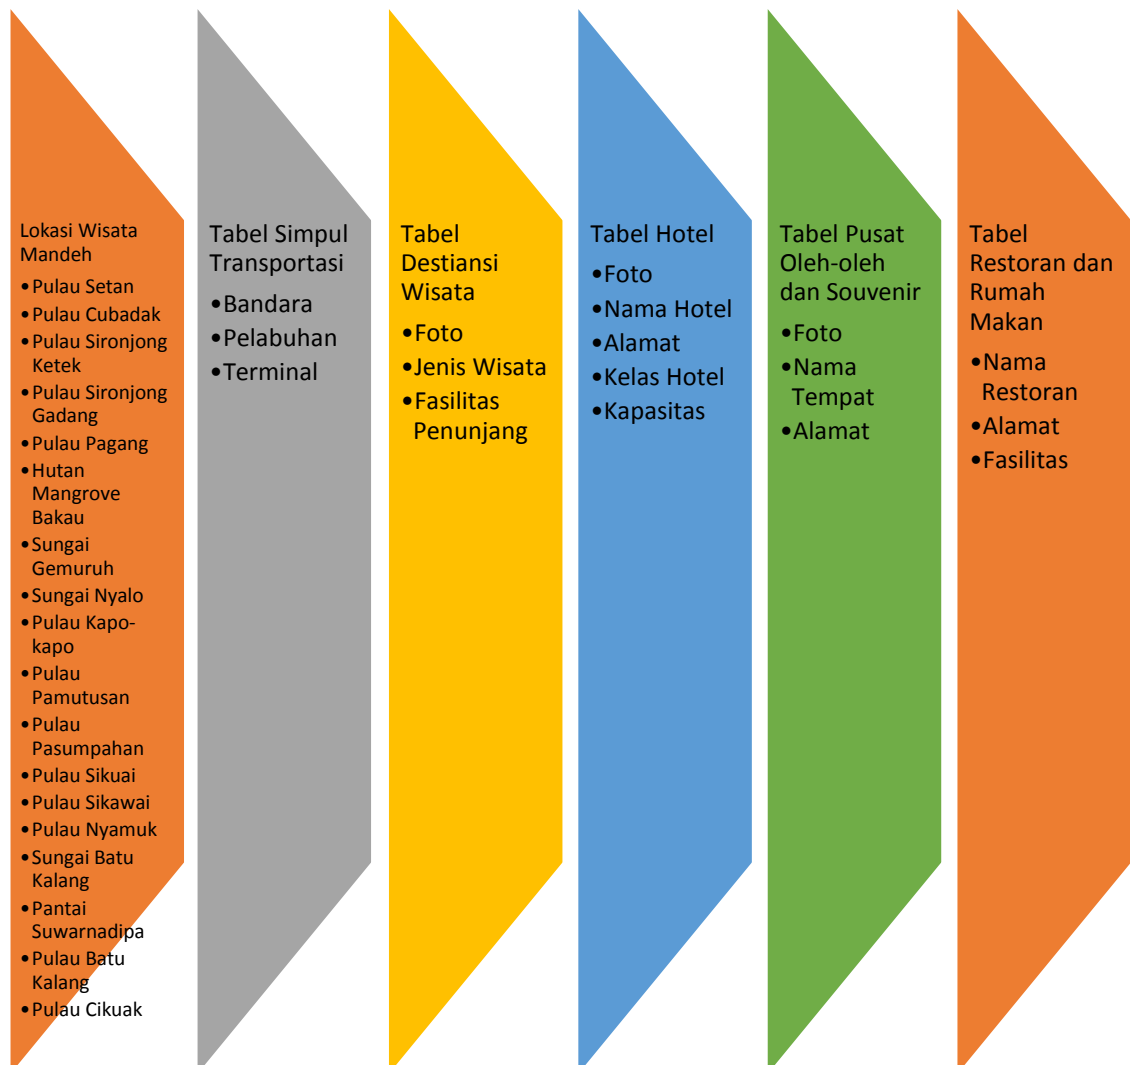 Lokasi Wisata
Mandeh
•Pulau Setan
•Pulau Cubadak
•Pulau Sironjong
Ketek
•Pulau Sironjong
Gadang
•Pulau Pagang
•Hutan
Mangrove
Bakau
•Sungai
Gemuruh
•Sungai Nyalo
•Pulau Kapo-
kapo
•Pulau
Pamutusan
•Pulau
Pasumpahan
•Pulau Sikuai
•Pulau Sikawai
•Pulau Nyamuk
•Sungai Batu
Kalang
•Pantai
Suwarnadipa
•Pulau Batu
Kalang
•Pulau Cikuak
Tabel Simpul
Transportasi
•Bandara
•Pelabuhan
•Terminal
Tabel
Destiansi
Wisata
•Foto
•Jenis Wisata
•Fasilitas
Penunjang
Tabel Hotel
•Foto
•Nama Hotel
•Alamat
•Kelas Hotel
•Kapasitas
Tabel Pusat
Oleh-oleh
dan Souvenir
•Foto
•Nama
Tempat
•Alamat
Tabel
Restoran dan
Rumah
Makan
•Nama
Restoran
•Alamat
•Fasilitas